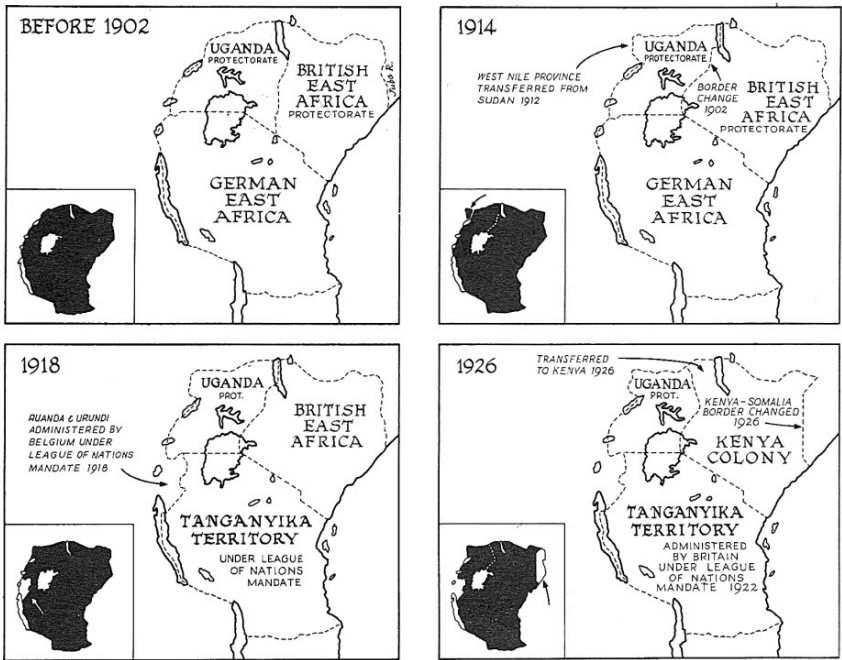 BEFORE 1902
UGANDA
PROTECTORATE
BRITISH
EAST
AFRICA
PROTECTORATE
Juba R.
GERMAN
EAST
AFRICA
1914
UGANDA
PROTECTORATE
WEST NILE PROVINCE
TRANSFERRED FROM
SUDAN 1912
BORDER
CHANGE
1902
BRITISH
EAST
AFRICA
PROTECTORATE
GERMAN
EAST
AFRICA
1918
UGANDA
PROT.
BRITISH
EAST
AFRICA
RUANDA & URUNDI
ADMINISTERED BY
BELGIUM UNDER
LEAGUE OF NATIONS
MANDATE 1918
TANGANYIKA
TERRITORY
UNDER LEAGUE
OF NATIONS
MANDATE
1926
TRANSFERRED
TO KENYA 1926
UGANDA
PROT.
KENYA-SOMALIA
BORDER CHANGED
1926
KENYA
COLONY
TANGANYIKA
TERRITORY
ADMINISTERED
BY BRITAIN
UNDER LEAGUE
OF NATIONS
MANDATE 1922